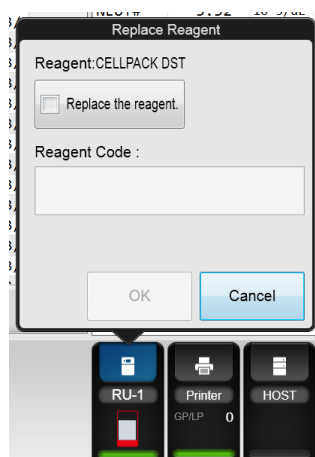 Replace Reagent
Reagent:CELLPACK DST
Replace the reagent.
Reagent Code :
OK
Cancel
RU-1
Printer
HOST
GP/LP 0